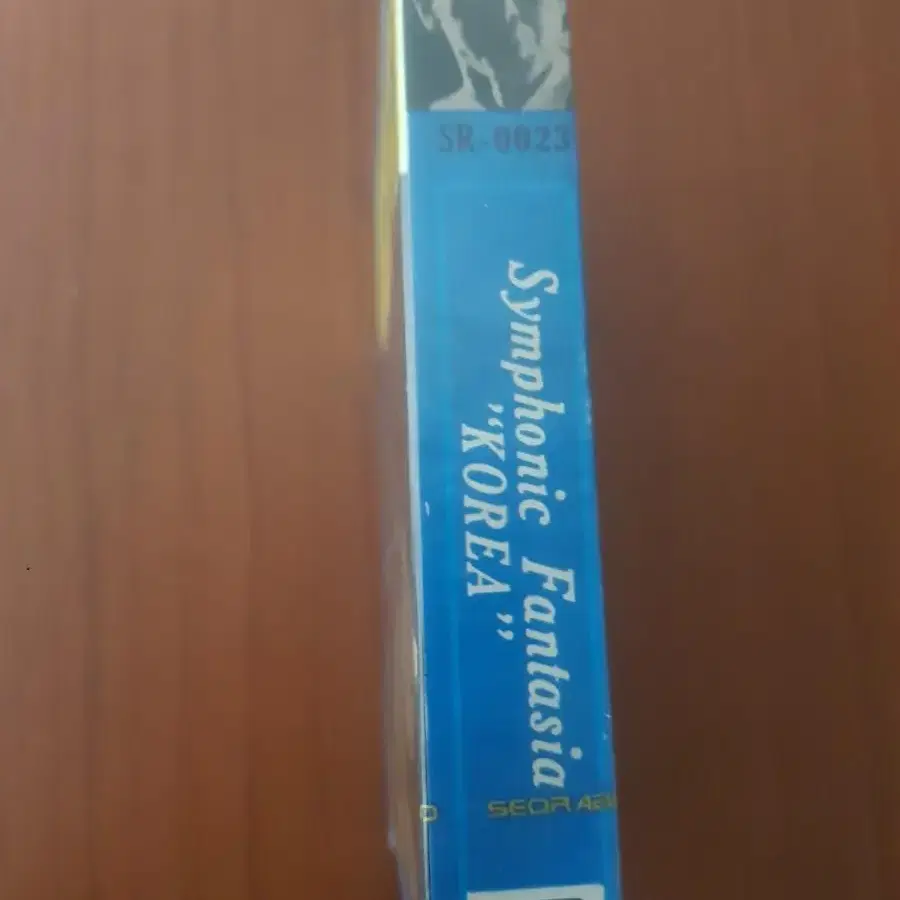 SR-0023
Symphonic Fantasia
"KOREA"